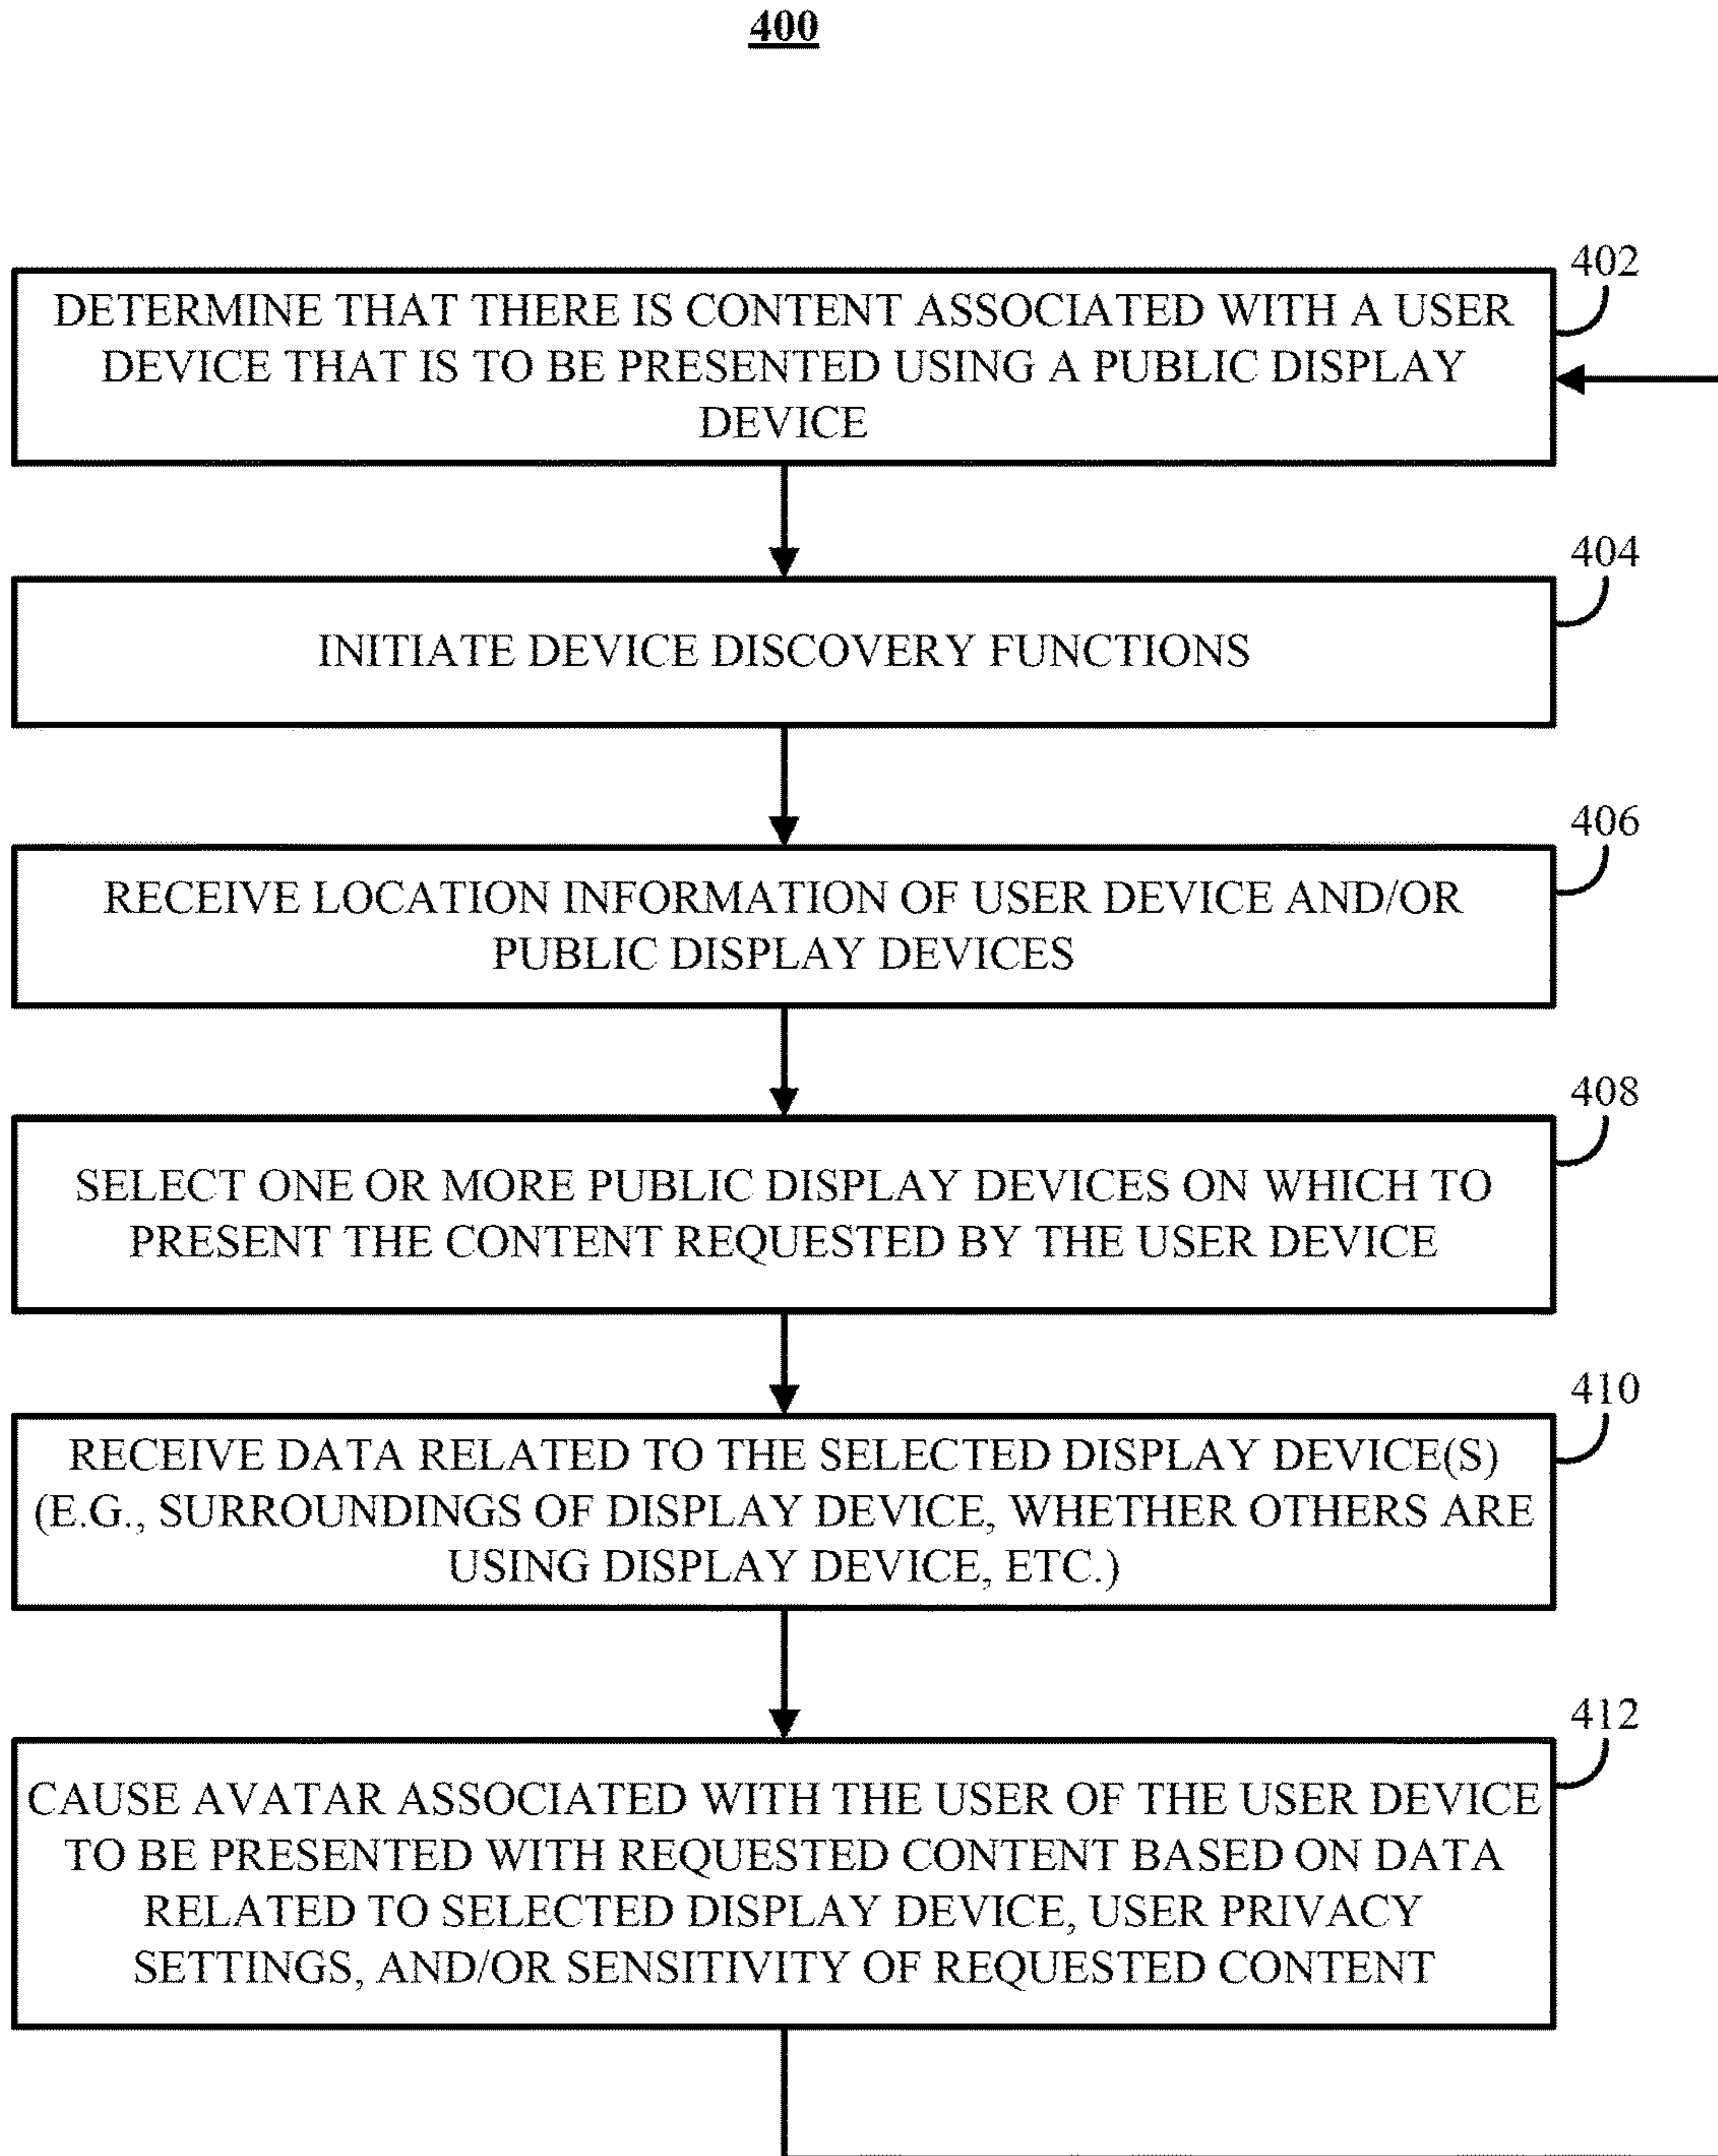 400
402
DETERMINE THAT THERE IS CONTENT ASSOCIATED WITH A USER
DEVICE THAT IS TO BE PRESENTED USING A PUBLIC DISPLAY
DEVICE
404
INITIATE DEVICE DISCOVERY FUNCTIONS
406
RECEIVE LOCATION INFORMATION OF USER DEVICE AND/OR
PUBLIC DISPLAY DEVICES
408
SELECT ONE OR MORE PUBLIC DISPLAY DEVICES ON WHICH TO
PRESENT THE CONTENT REQUESTED BY THE USER DEVICE
410
RECEIVE DATA RELATED TO THE SELECTED DISPLAY DEVICE(S)
(E.G., SURROUNDINGS OF DISPLAY DEVICE, WHETHER OTHERS ARE
USING DISPLAY DEVICE, ETC.)
412
CAUSE AVATAR ASSOCIATED WITH THE USER OF THE USER DEVICE
TO BE PRESENTED WITH REQUESTED CONTENT BASED ON DATA
RELATED TO SELECTED DISPLAY DEVICE, USER PRIVACY
SETTINGS, AND/OR SENSITIVITY OF REQUESTED CONTENT